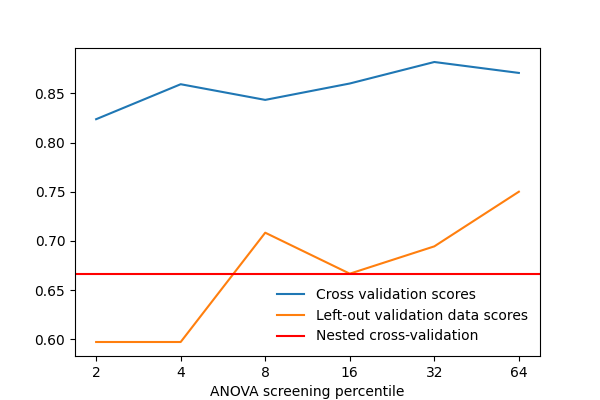 0.85
0.80
0.75
0.70
0.65
0.60
Cross validation scores
Left-out validation data scores
Nested cross-validation
2 4 8 16 32 64
ANOVA screening percentile